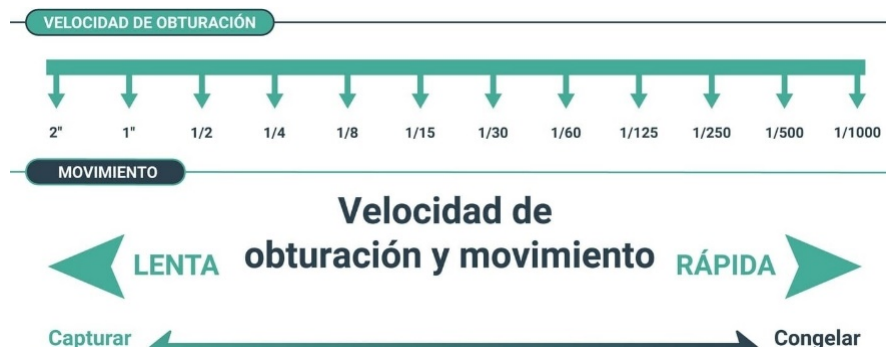 VELOCIDAD DE OBTURACIÓN
2" 1" 1/2 1/4 1/8 1/15 1/30 1/60 1/125 1/250 1/500 1/1000
MOVIMIENTO
Velocidad de
obturación y movimiento
LENTA
RÁPIDA
Capturar
Congelar